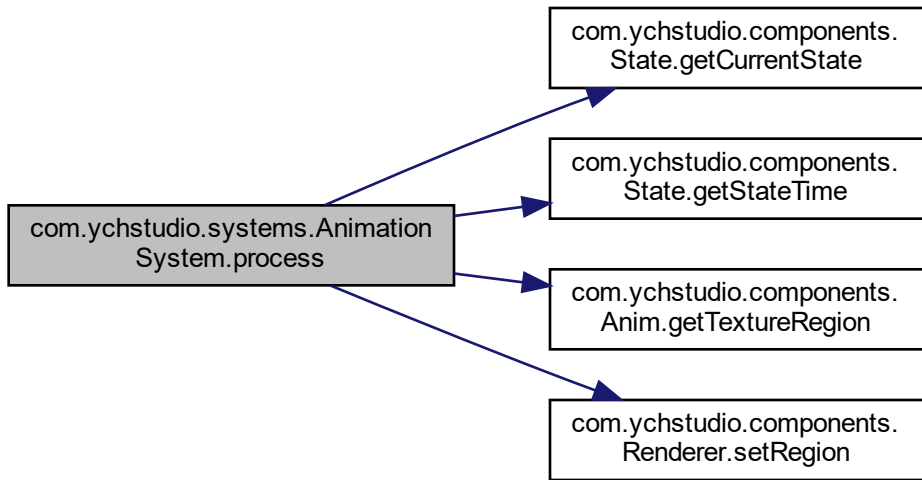 com.ychstudio.components.
State.getCurrentState
com.ychstudio.components.
State.getStateTime
com.ychstudio.systems.Animation
System.process
com.ychstudio.components.
Anim.getTextureRegion
com.ychstudio.components.
Renderer.setRegion